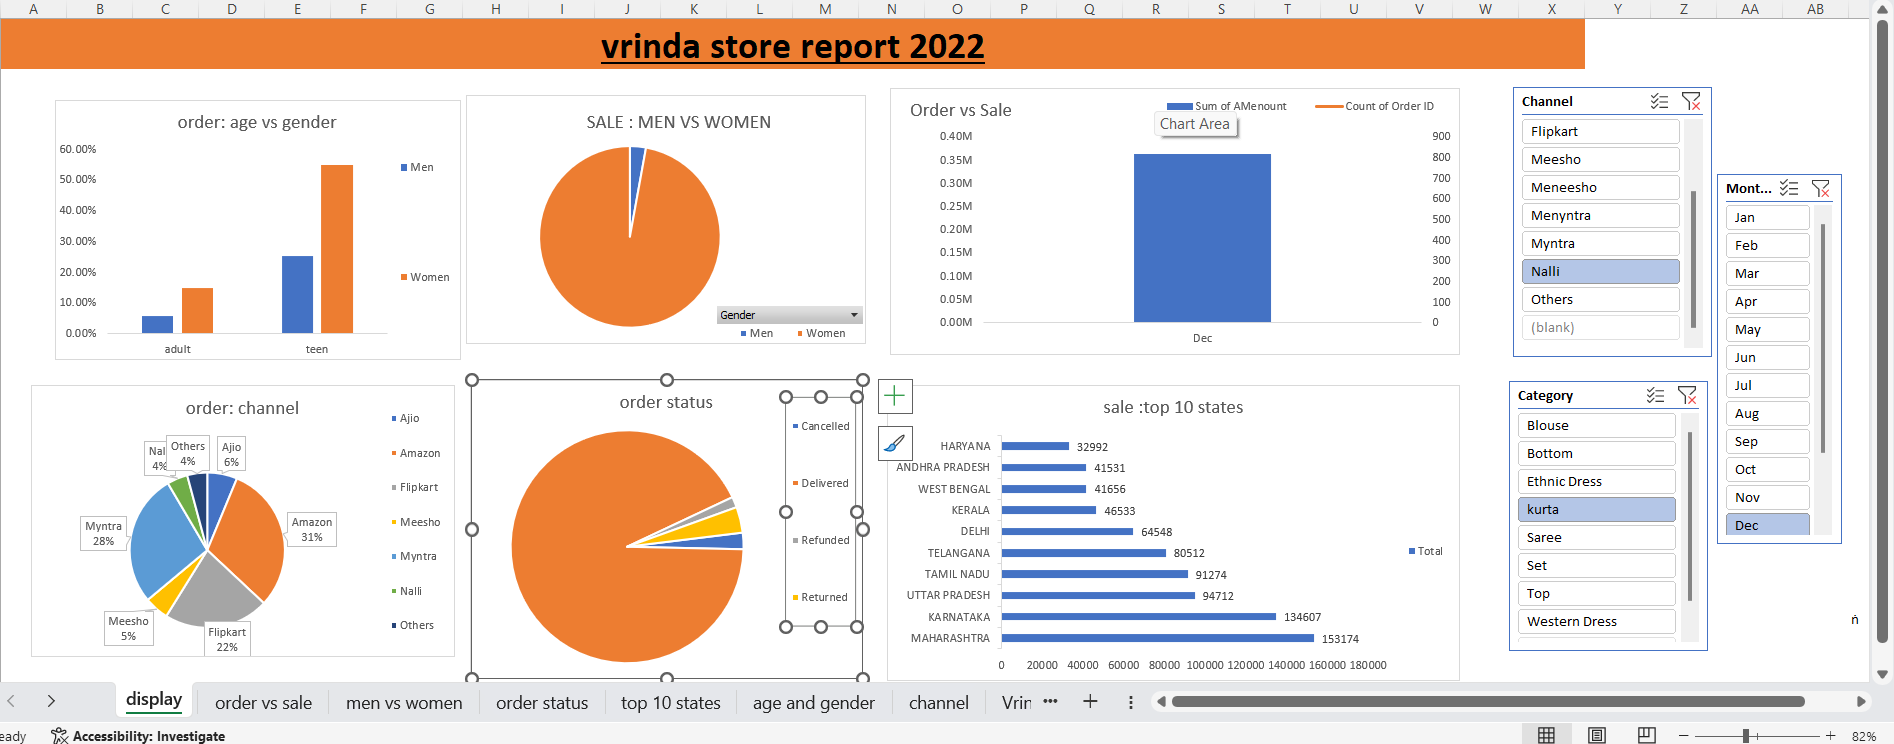 A B C D E F G H I J K L M N O P Q R S T U V W X Y Z AA AB
vrinda store report 2022
order: age vs gender
60.00%
50.00%
40.00%
30.00%
20.00%
10.00%
0.00%
adult teen
Men
Women
SALE : MEN VS WOMEN
Gender
Men Women
Order vs Sale
Sum of AMenount Count of Order ID
Chart Area
0.40M
0.35M
0.30M
0.25M
0.20M
0.15M
0.10M
0.05M
0.00M
900
800
700
600
500
400
300
200
100
0
Dec
Channel
Flipkart
Meesho
Meneesho
Menyntra
Myntra
Nalli
Others
(blank)
Mont...
Jan
Feb
Mar
Apr
May
Jun
Jul
Aug
Sep
Oct
Nov
Dec
order: channel
Nal
4%
Others
4%
Ajio
6%
Amazon
31%
Myntra
28%
Meesho
5%
Flipkart
22%
Ajio
Amazon
Flipkart
Meesho
Myntra
Nalli
Others
order status
Cancelled
Delivered
Refunded
Returned
sale :top 10 states
HARYANA 32992
ANDHRA PRADESH 41531
WEST BENGAL 41656
KERALA 46533
DELHI 64548
TELANGANA 80512
TAMIL NADU 91274
UTTAR PRADESH 94712
KARNATAKA 134607
MAHARASHTRA 153174
0 20000 40000 60000 80000 100000 120000 140000 160000 180000
Total
Category
Blouse
Bottom
Ethnic Dress
kurta
Saree
Set
Top
Western Dress
ṅ
display order vs sale men vs women order status top 10 states age and gender channel Vrin ...
eady Accessibility: Investigate 82%